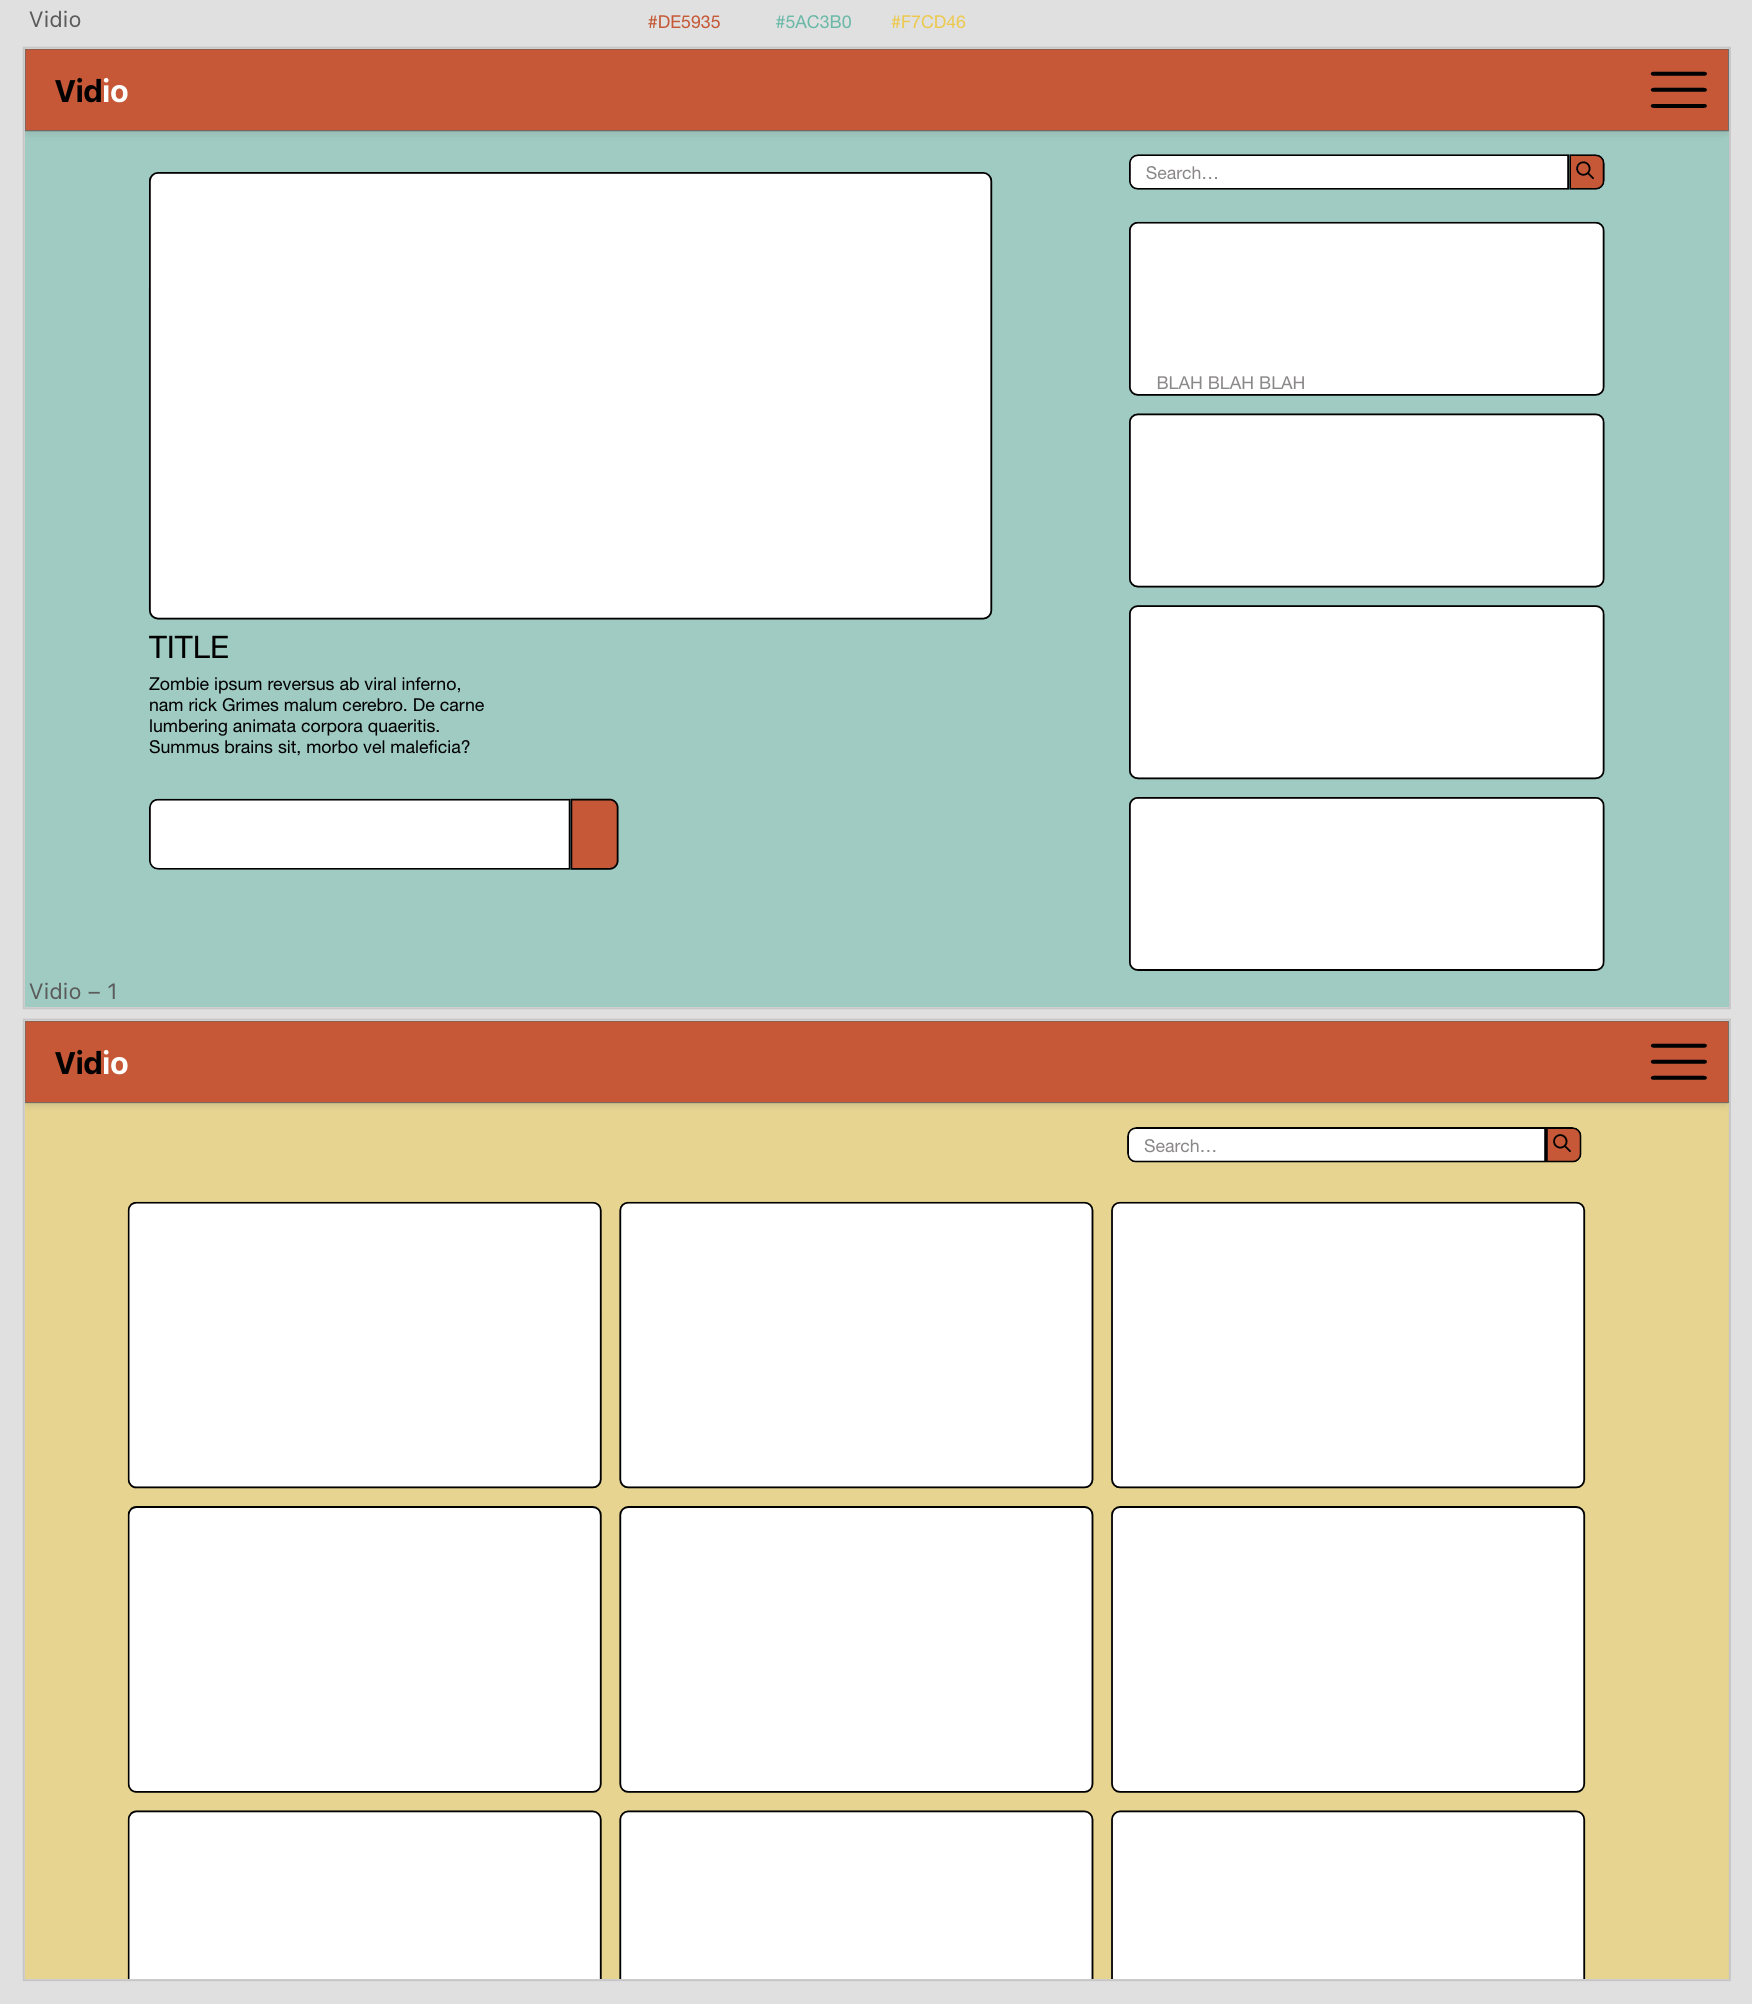 Vidio
#DE5935 #5AC3B0 #F7CD46
Vidio
Search...
BLAH BLAH BLAH
TITLE
Zombie ipsum reversus ab viral inferno,
nam rick Grimes malum cerebro. De carne
lumbering animata corpora quaeritis.
Summus brains sit, morbo vel maleficia?
Vidio – 1
Vidio
Search...